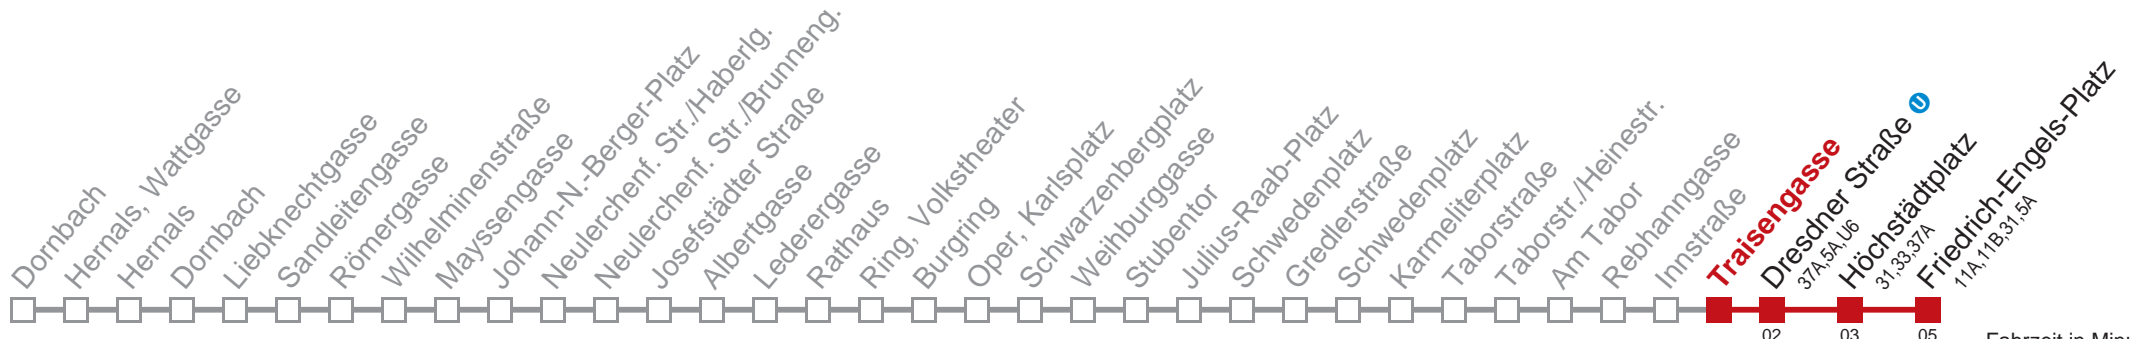 Dornbach
Hernals, Wattgasse
Hernals
Dornbach
Liebknechtgasse
Sandleitengasse
Römergasse
Wilhelminenstraße
Mayssengasse
Johann-N.-Berger-Platz
Neulerchenf. Str./Haberlg.
Neulerchenf. Str./Brunneng.
Josefstädter Straße
Albertgasse
Lederergasse
Rathaus
Ring, Volkstheater
Burgring
Oper, Karlsplatz
Schwarzenbergplatz
Weihburggasse
Stubentor
Julius-Raab-Platz
Schwedenplatz
Gredlerstraße
Schwedenplatz
Karmeliterplatz
Taborstraße
Taborstr./Heinestr.
Am Tabor
Rebhanngasse
Innstraße
Traisengasse
Dresdner Straße U
37A,5A,U6
Höchstädtplatz
31,33,37A
Friedrich-Engels-Platz
11A,11B,31,5A
02 03 05
Fahrzeit in